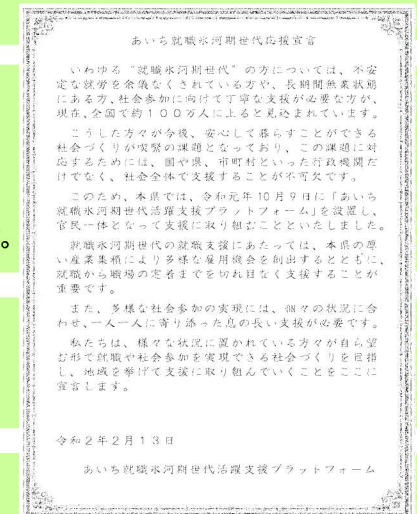 あいち就職氷河期世代応援宣言
いわゆる“就職氷河期世代”の方については、不安
定な就労を余儀なくされている方や、長期間無業状態
にある方、社会参加に向けて丁寧な支援が必要な方が、
現在、全国で約100万人に上ると見込まれています。
こうした方々が今後、安心して暮らすことができる
社会づくりが喫緊の課題となっており、この課題に対
応するためには、国や県、市町村といった行政機関だ
けでなく、社会全体で支援することが不可欠です。
このため、本県では、令和元年10月9日に「あいち
就職氷河期世代活躍支援プラットフォーム」を設置し、
官民一体となって支援に取り組むことといたしました。
就職氷河期世代の就職支援にあたっては、本県の厚
い産業集積により多様な雇用機会を創出するとともに、
就職から職場の定着までを切れ目なく支援することが
重要です。
また、多様な社会参加の実現には、個々の状況に合
わせ、一人一人に寄り添った息の長い支援が必要です。
私たちは、様々な状況に置かれている方々が自ら望
む形で就職や社会参加を実現できる社会づくりを目指
し、地域を挙げて支援に取り組んでいくことをここに
宣言します。
令和2年2月13日
あいち就職氷河期世代活躍支援プラットフォーム
。